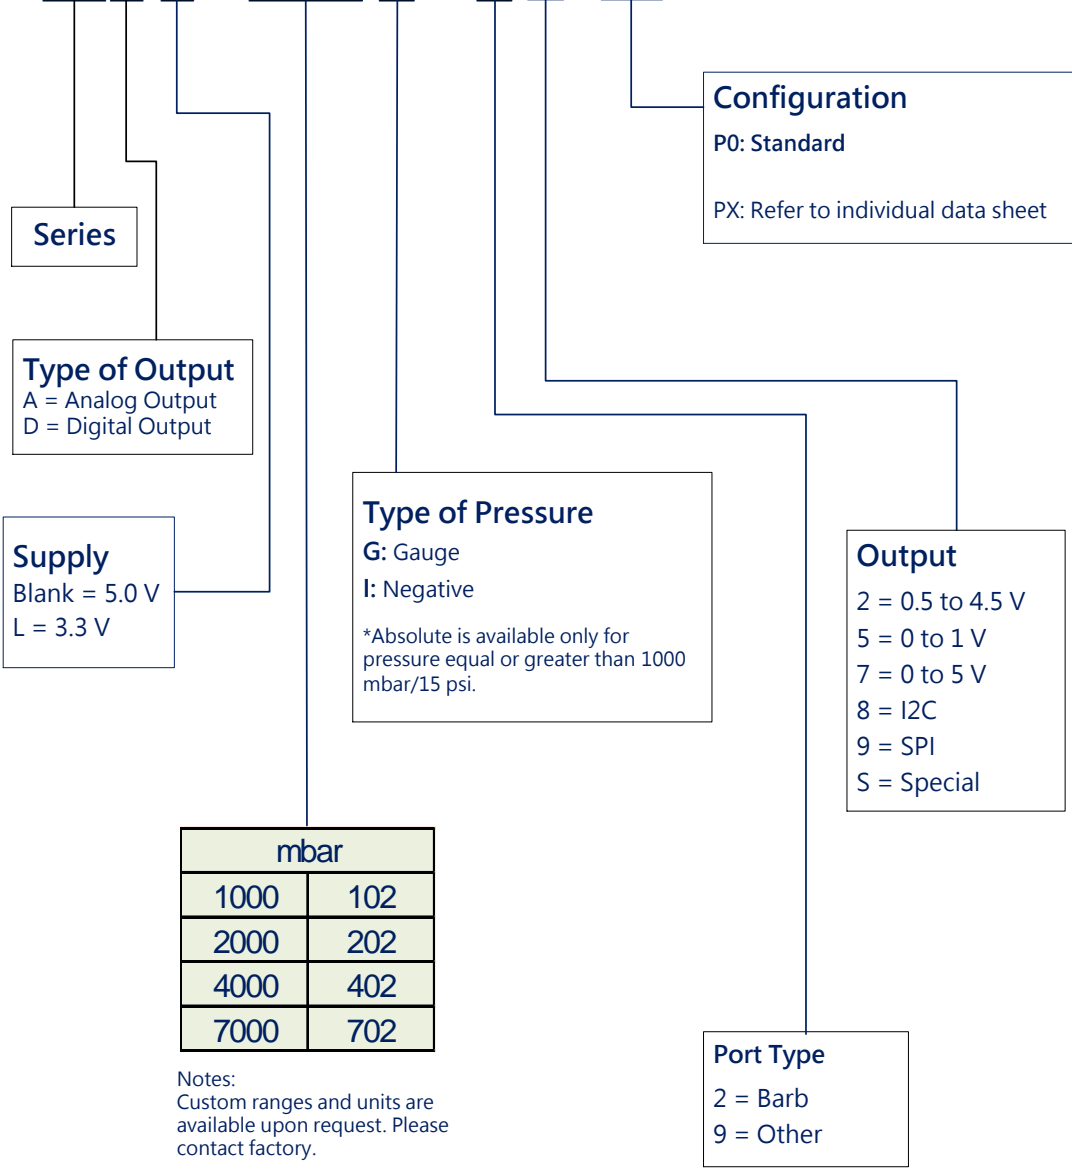 Configuration
P0: Standard
PX: Refer to individual data sheet
Series
Type of Output
A = Analog Output
D = Digital Output
Supply
Blank = 5.0 V
L = 3.3 V
Type of Pressure
G: Gauge
I: Negative
*Absolute is available only for
pressure equal or greater than 1000
mbar/15 psi.
Output
2 = 0.5 to 4.5 V
5 = 0 to 1 V
7 = 0 to 5 V
8 = I2C
9 = SPI
S = Special
mbar
1000 102
2000 202
4000 402
7000 702
Notes:
Custom ranges and units are
available upon request. Please
contact factory.
Port Type
2 = Barb
9 = Other